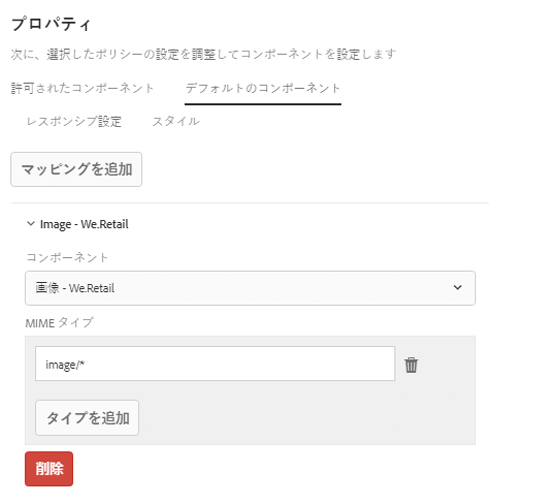 プロパティ
次に、選択したポリシーの設定を調整してコンポーネントを設定します
許可されたコンポーネント デフォルトのコンポーネント
レスポンシブ設定 スタイル
マッピングを追加
Image - We.Retail
コンポーネント
画像 - We.Retail
MIME タイプ
image/*
タイプを追加
削除